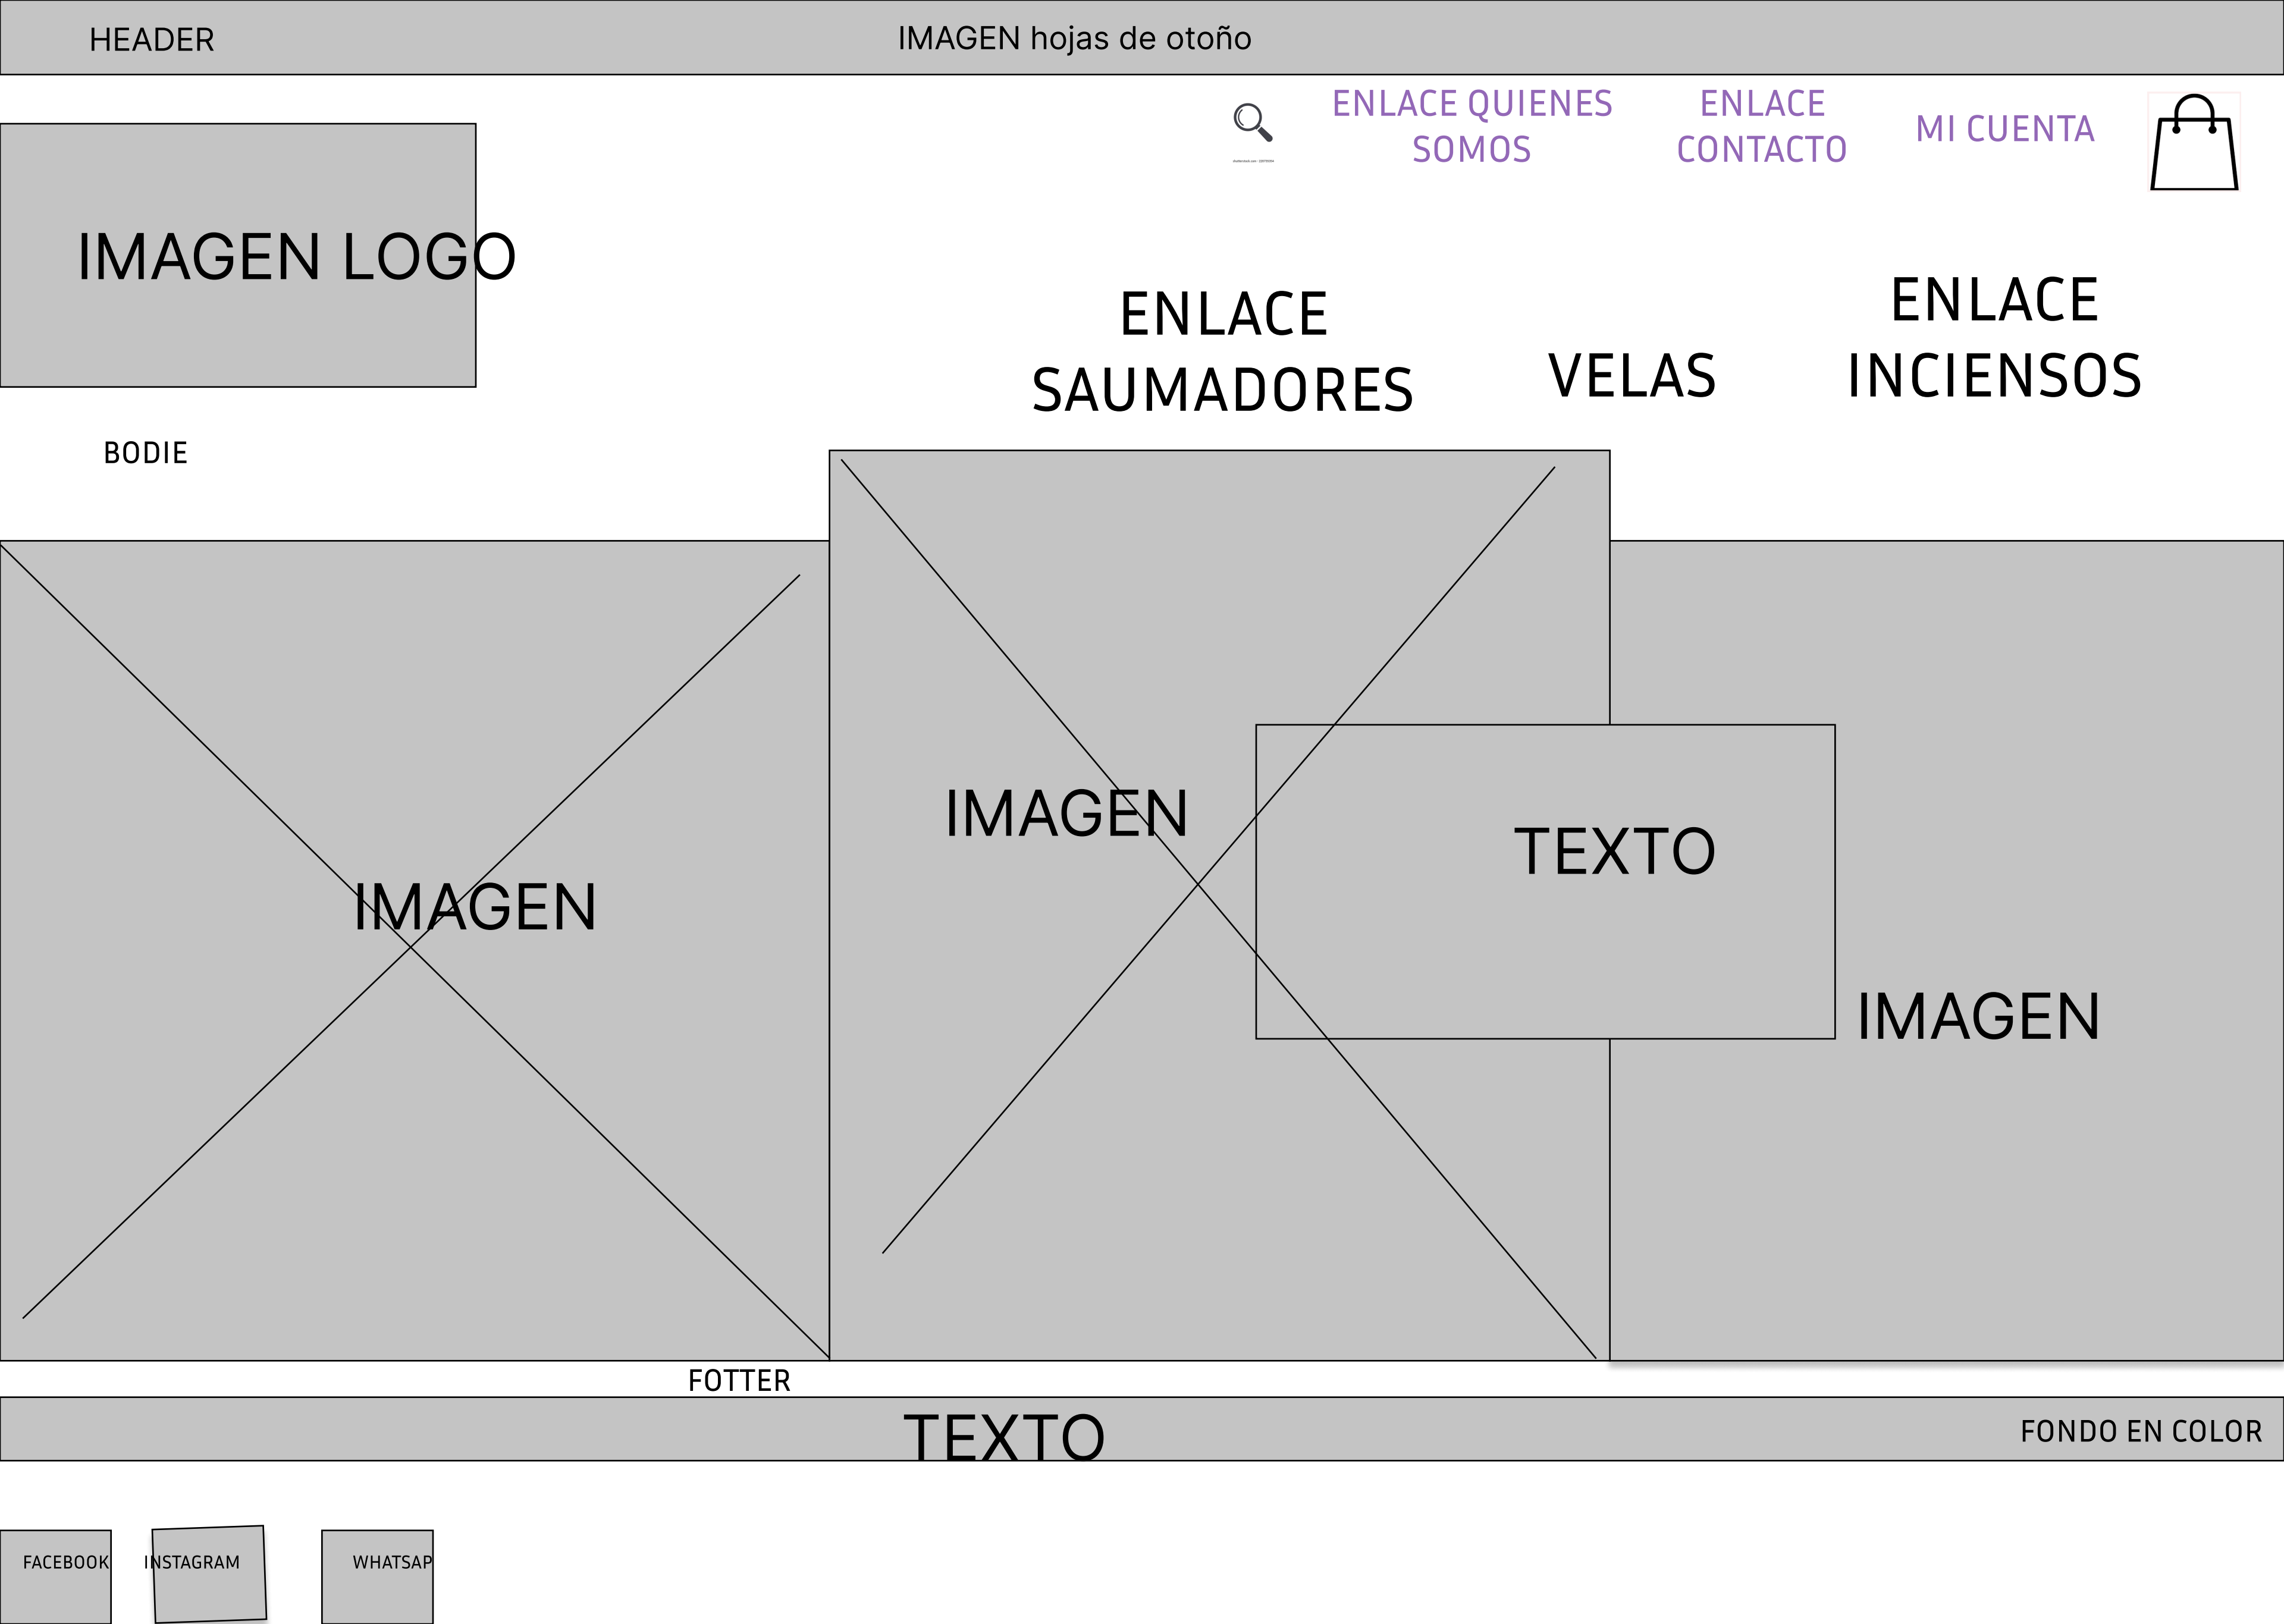 HEADER
IMAGEN hojas de otoño
ENLACE QUIENES
SOMOS
ENLACE
CONTACTO
MI CUENTA
IMAGEN LOGO
ENLACE
SAUMADORES
VELAS
ENLACE
INCIENSOS
BODIE
IMAGEN
IMAGEN
TEXTO
IMAGEN
FOTTER
TEXTO
FONDO EN COLOR
FACEBOOK
INSTAGRAM
WHATSAP